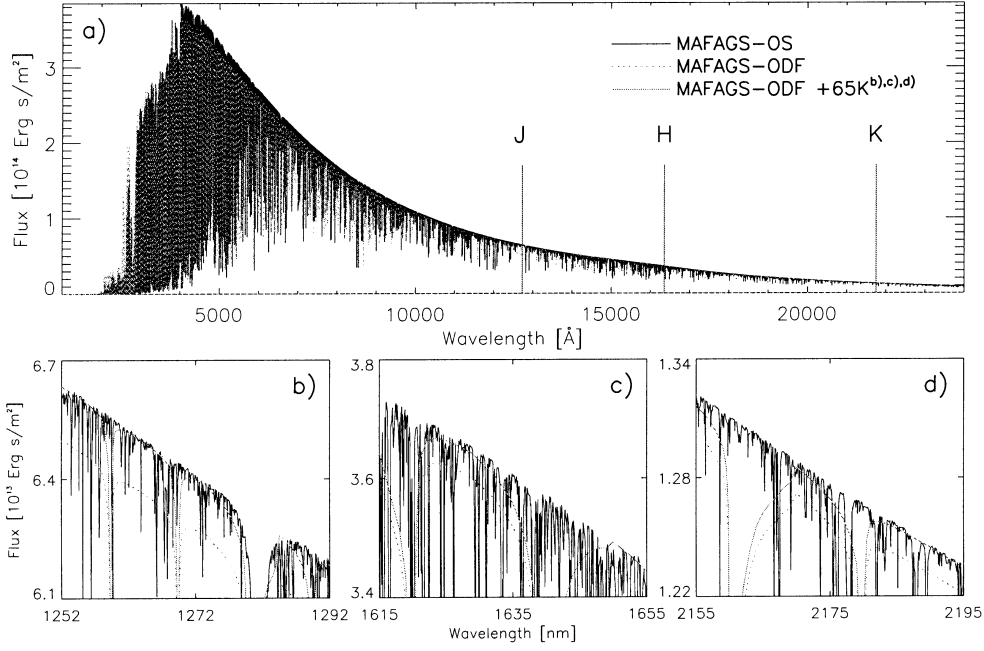 a)
MAFAGS-OS
MAFAGS-ODF
MAFAGS-ODF +65K^b),c),d)
J H K
3
2
1
0
Flux [10¹⁴ Erg s/m²]
5000 10000 15000 20000
Wavelength [Å]
b)
6.7
6.4
6.1
Flux [10¹³ Erg s/m²]
1252 1272 1292
c)
3.8
3.6
3.4
1615 1635 1655
d)
1.34
1.28
1.22
2155 2175 2195
Wavelength [nm]